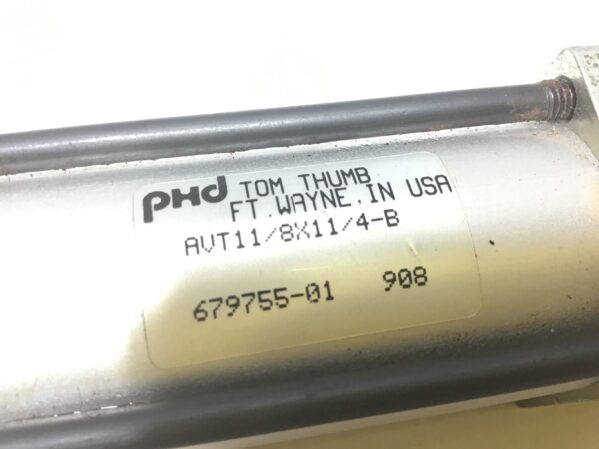 PHD TOM THUMB
FT.WAYNE.IN USA
AVT11/8X11/4-B
679755-01 908